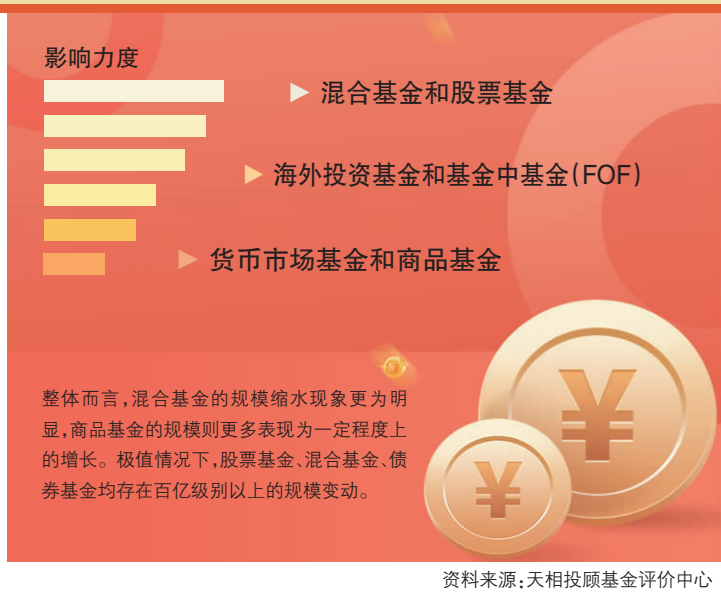 影响力度
混合基金和股票基金
海外投资基金和基金中基金(FOF)
货币市场基金和商品基金
整体而言,混合基金的规模缩水现象更为明
显,商品基金的规模则更多表现为一定程度上
的增长。极值情况下,股票基金、混合基金、债
券基金均存在百亿级别以上的规模变动。
¥
¥
资料来源:天相投顾基金评价中心